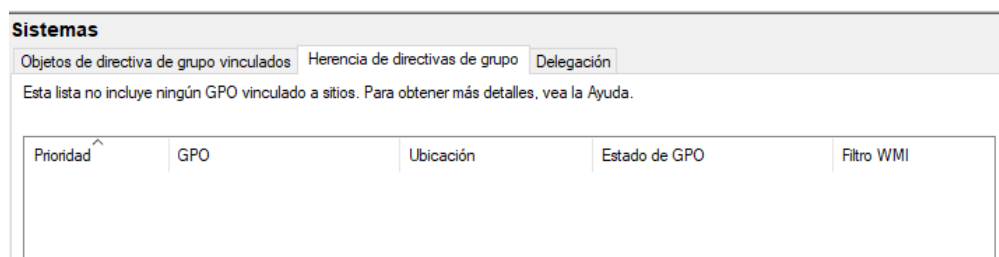 Sistemas
Objetos de directiva de grupo vinculados Herencia de directivas de grupo Delegación
Esta lista no incluye ningún GPO vinculado a sitios. Para obtener más detalles, vea la Ayuda.
Prioridad GPO Ubicación Estado de GPO Filtro WMI